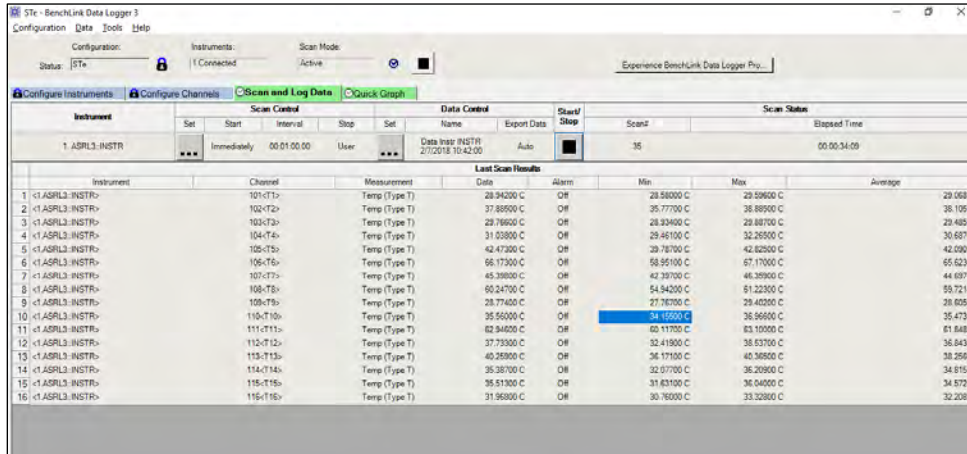 STe - BenchLink Data Logger 3
Configuration Data Tools Help
Configuration: Instruments: Scan Mode:
Status: STe 1 Connected Active Experience BenchLink Data Logger Pro...
Configure Instruments Configure Channels Scan and Log Data Quick Graph
Instrument Scan Control Data Control Start/Stop Scan Status
Set Start Interval Stop Set Name Export Data Scan# Elapsed Time
1. ASRL3::INSTR ... Immediately 00:01:00.00 User ... Data Instr INSTR 2/7/2018 10:42:00 Auto 35 00:00:34:09
Last Scan Results
Instrument Channel Measurement Data Alarm Min Max Average
1 <1.ASRL3::INSTR> 101<T1> Temp (Type T) 28.94200 C Off 28.58000 C 29.59600 C 29.068
2 <1.ASRL3::INSTR> 102<T2> Temp (Type T) 37.88500 C Off 35.77700 C 38.88500 C 38.105
3 <1.ASRL3::INSTR> 103<T3> Temp (Type T) 29.76600 C Off 28.93400 C 29.88700 C 29.485
4 <1.ASRL3::INSTR> 104<T4> Temp (Type T) 31.03800 C Off 29.46100 C 32.26500 C 30.687
5 <1.ASRL3::INSTR> 105<T5> Temp (Type T) 42.47300 C Off 39.78700 C 42.82500 C 42.090
6 <1.ASRL3::INSTR> 106<T6> Temp (Type T) 66.17300 C Off 58.95100 C 67.17000 C 65.623
7 <1.ASRL3::INSTR> 107<T7> Temp (Type T) 45.39800 C Off 42.39700 C 46.35900 C 44.697
8 <1.ASRL3::INSTR> 108<T8> Temp (Type T) 60.24700 C Off 54.94200 C 61.22300 C 59.721
9 <1.ASRL3::INSTR> 109<T9> Temp (Type T) 28.77400 C Off 27.76700 C 29.40200 C 28.605
10 <1.ASRL3::INSTR> 110<T10> Temp (Type T) 35.56000 C Off 34.15500 C 36.96600 C 35.473
11 <1.ASRL3::INSTR> 111<T11> Temp (Type T) 62.94600 C Off 60.11700 C 63.10000 C 61.848
12 <1.ASRL3::INSTR> 112<T12> Temp (Type T) 37.73300 C Off 32.41900 C 38.53700 C 36.843
13 <1.ASRL3::INSTR> 113<T13> Temp (Type T) 40.25900 C Off 36.17100 C 40.36500 C 38.256
14 <1.ASRL3::INSTR> 114<T14> Temp (Type T) 35.38700 C Off 32.07700 C 36.20900 C 34.815
15 <1.ASRL3::INSTR> 115<T15> Temp (Type T) 35.51300 C Off 31.63100 C 36.04000 C 34.572
16 <1.ASRL3::INSTR> 116<T16> Temp (Type T) 31.95800 C Off 30.76000 C 33.32800 C 32.208